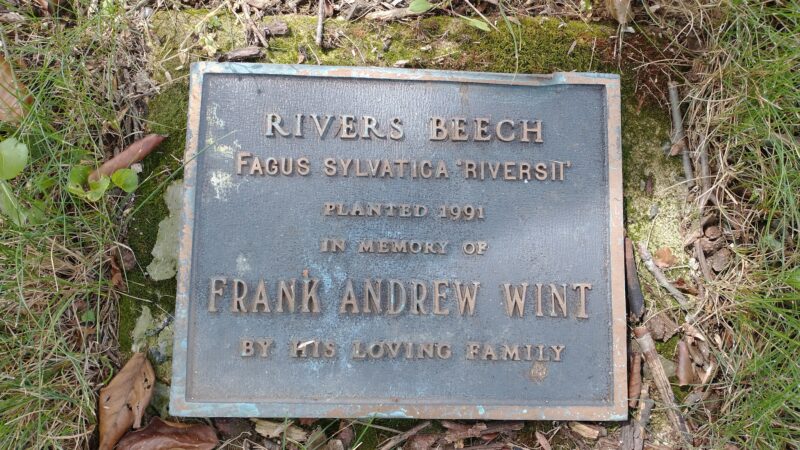 RIVERS BEECH
FAGUS SYLVATICA 'RIVERSII'
PLANTED 1991
IN MEMORY OF
FRANK ANDREW WINT
BY HIS LOVING FAMILY